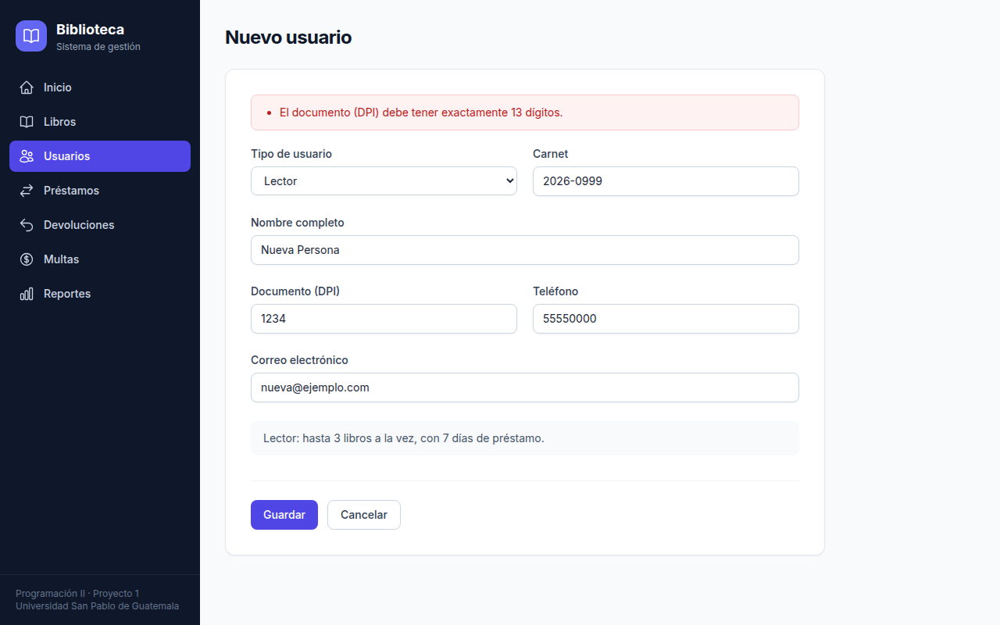 Biblioteca
Sistema de gestión
Inicio
Libros
Usuarios
Préstamos
Devoluciones
Multas
Reportes
Programación II · Proyecto 1
Universidad San Pablo de Guatemala
Nuevo usuario
• El documento (DPI) debe tener exactamente 13 dígitos.
Tipo de usuario
Lector
Carnet
2026-0999
Nombre completo
Nueva Persona
Documento (DPI)
1234
Teléfono
55550000
Correo electrónico
nueva@ejemplo.com
Lector: hasta 3 libros a la vez, con 7 días de préstamo.
Guardar
Cancelar